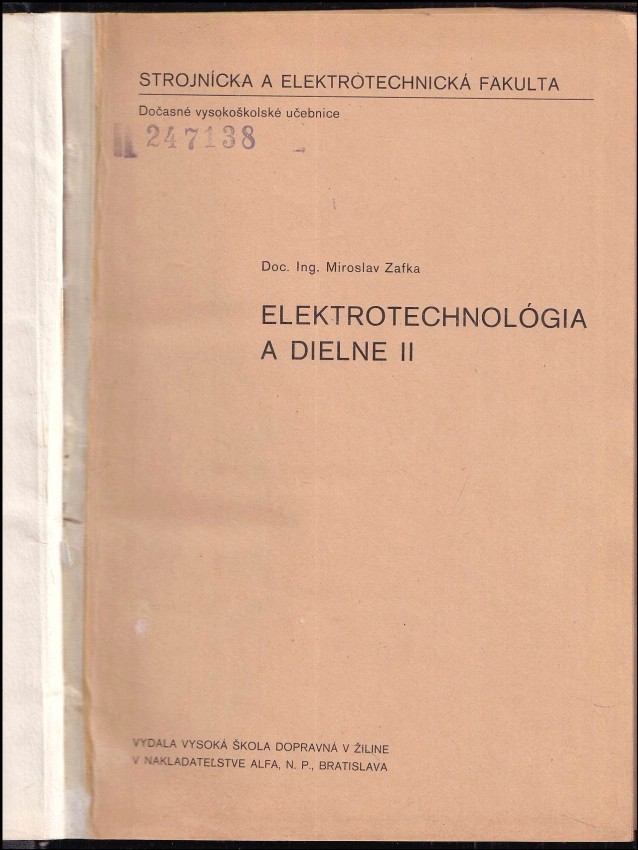 STROJNÍCKA A ELEKTROTECHNICKÁ FAKULTA
Dočasné vysokoškolské učebnice
247138
Doc. Ing. Miroslav Zafka
ELEKTROTECHNOLÓGIA
A DIELNE II
VYDALA VYSOKÁ ŠKOLA DOPRAVNÁ V ŽILINE
V NAKLADATEĽSTVE ALFA, N. P., BRATISLAVA